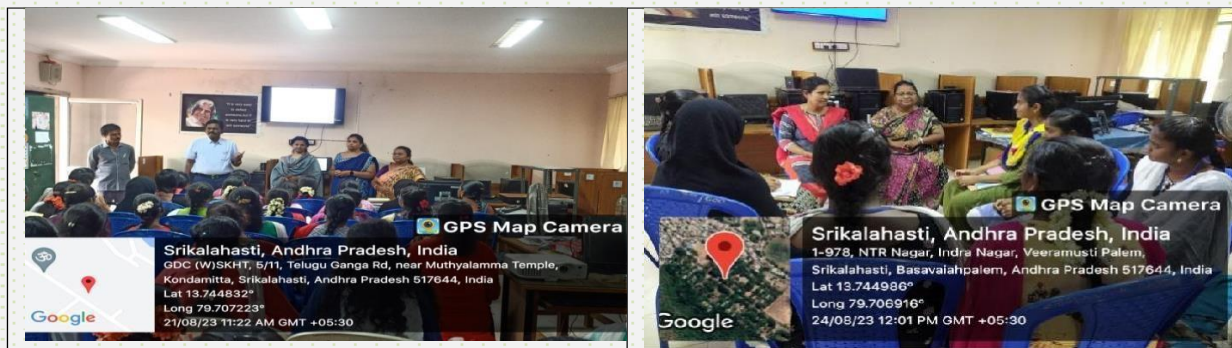 GPS Map Camera
Srikalahasti, Andhra Pradesh, India
GDC (W)SKHT, 5/11, Telugu Ganga Rd, near Muthyalamma Temple,
Kondamitta, Srikalahasti, Andhra Pradesh 517644, India
Lat 13.744832°
Long 79.707223°
21/08/23 11:22 AM GMT +05:30
Google
GPS Map Camera
Srikalahasti, Andhra Pradesh, India
1-978, NTR Nagar, Indra Nagar, Veeramusti Palem,
Srikalahasti, Basavaiahpalem, Andhra Pradesh 517644, India
Lat 13.744986°
Long 79.706916°
24/08/23 12:01 PM GMT +05:30
Google